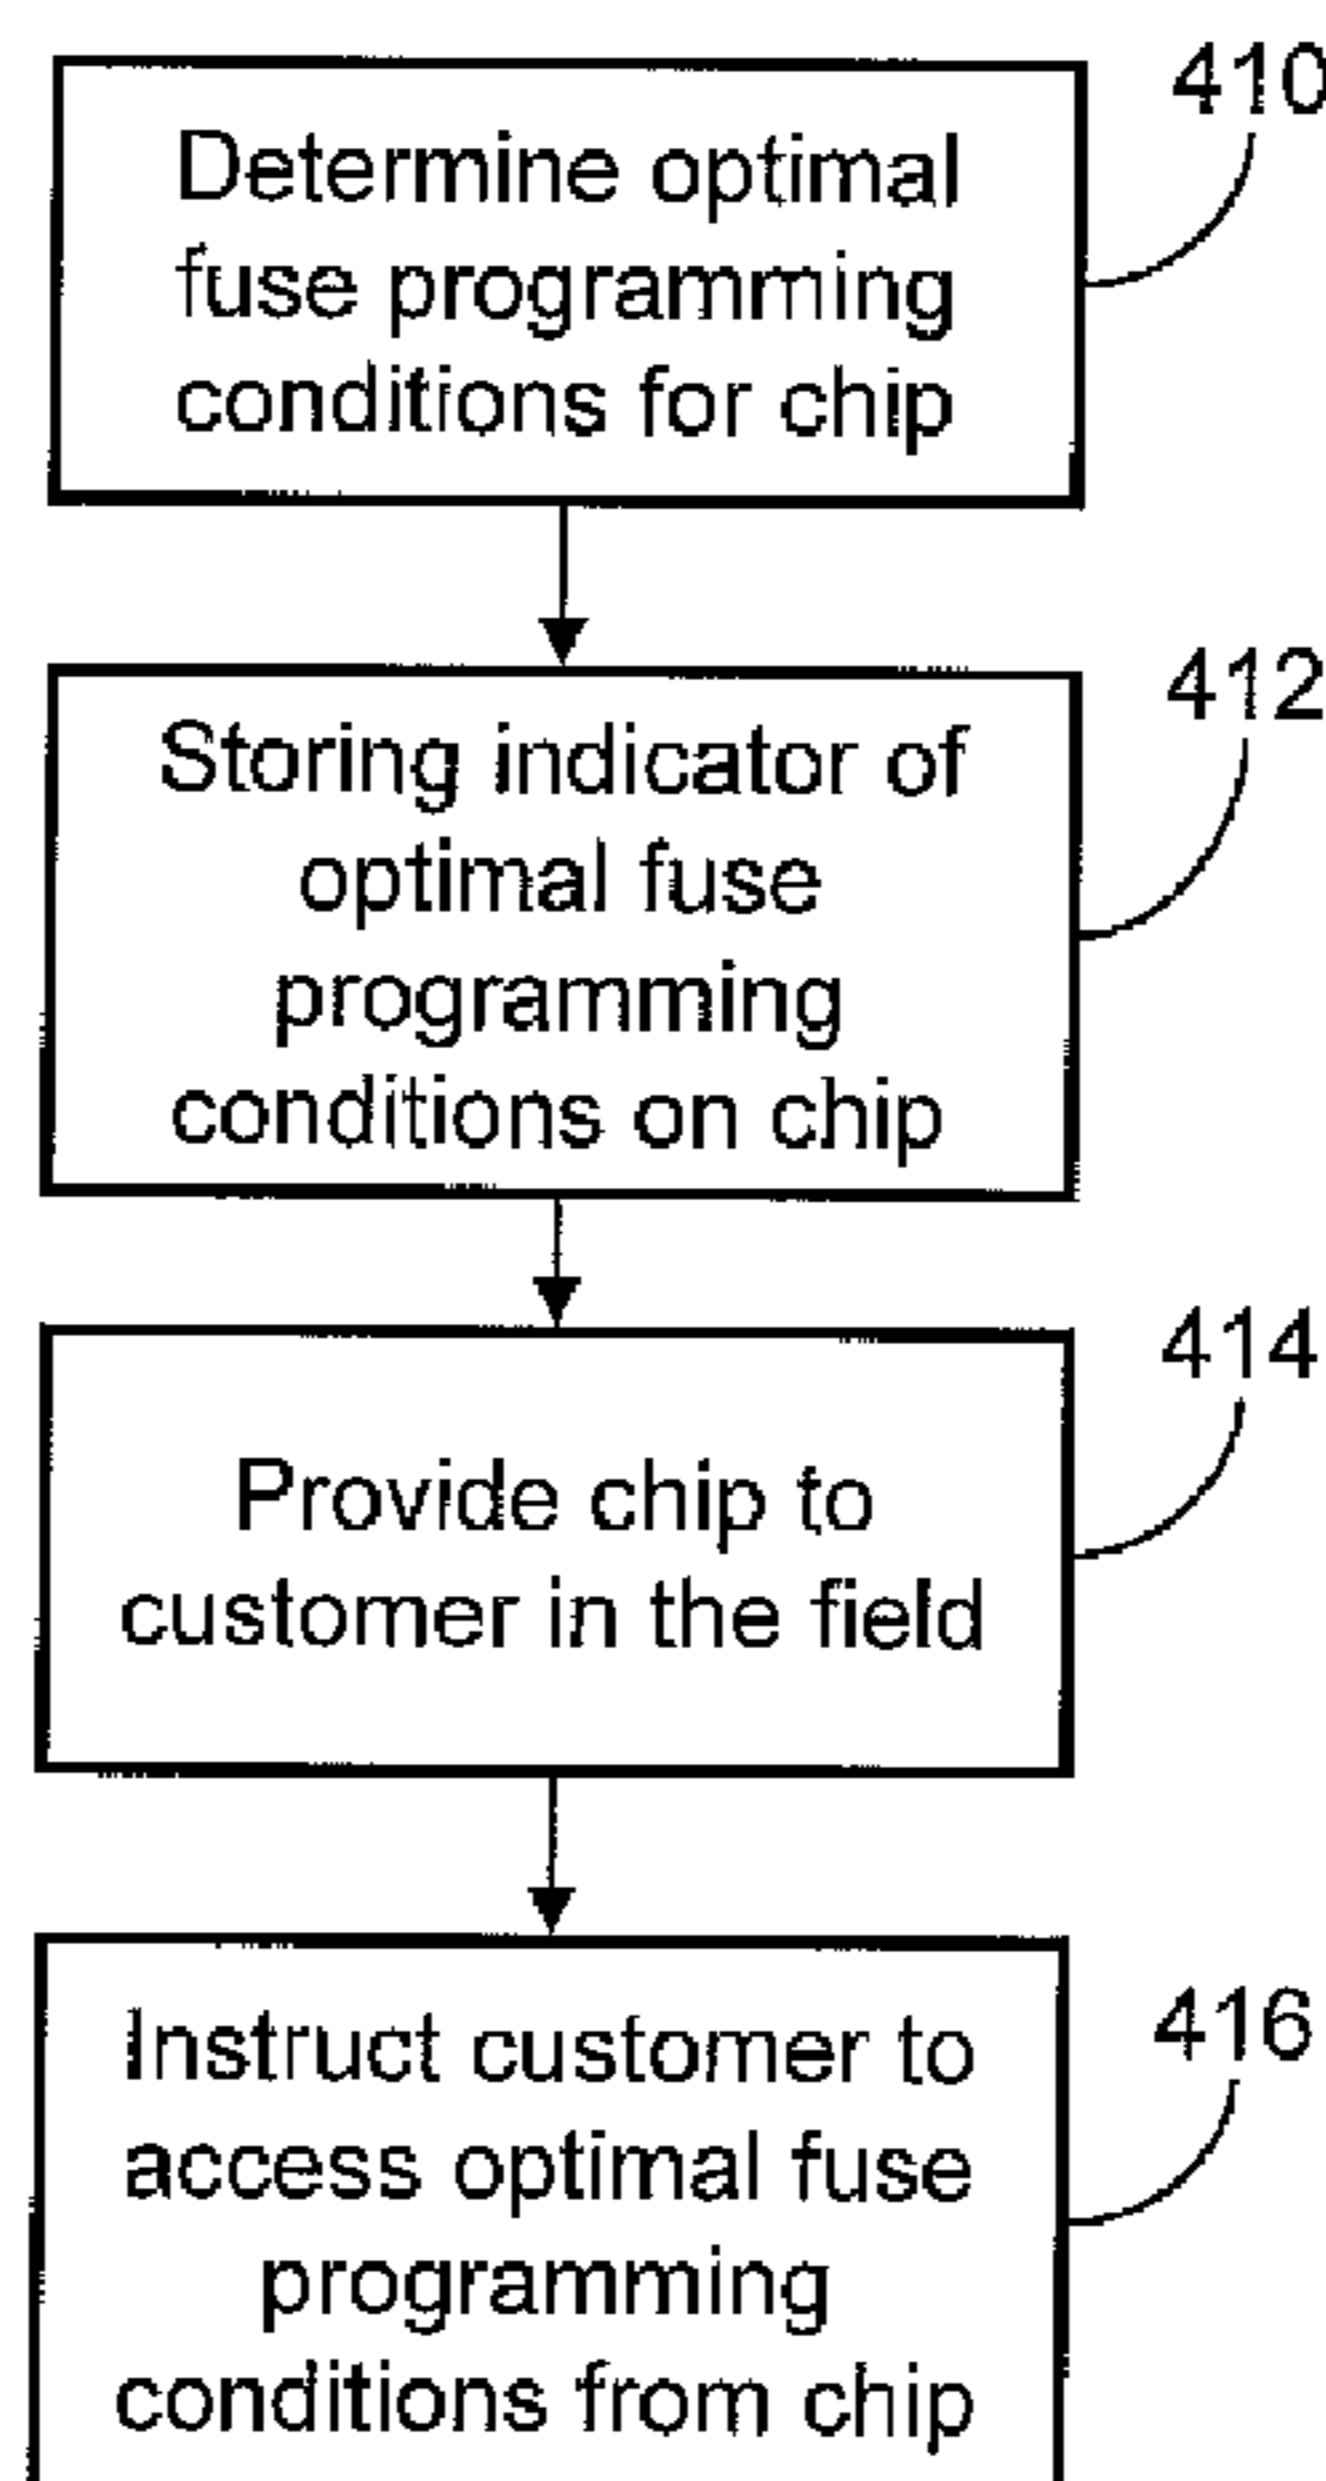 410
Determine optimal
fuse programming
conditions for chip
412
Storing indicator of
optimal fuse
programming
conditions on chip
414
Provide chip to
customer in the field
416
Instruct customer to
access optimal fuse
programming
conditions from chip